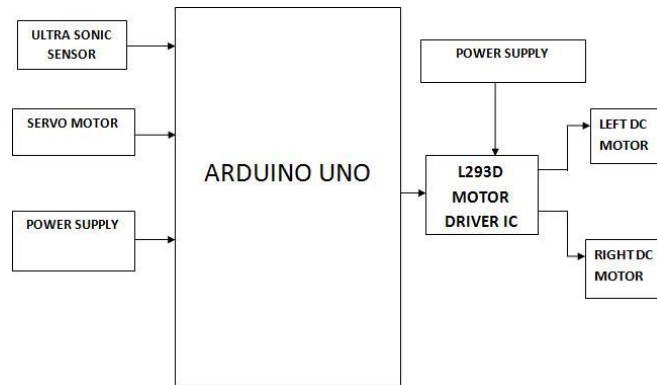 ULTRA SONIC
SENSOR
SERVO MOTOR
POWER SUPPLY
ARDUINO UNO
POWER SUPPLY
L293D
MOTOR
DRIVER IC
LEFT DC
MOTOR
RIGHT DC
MOTOR